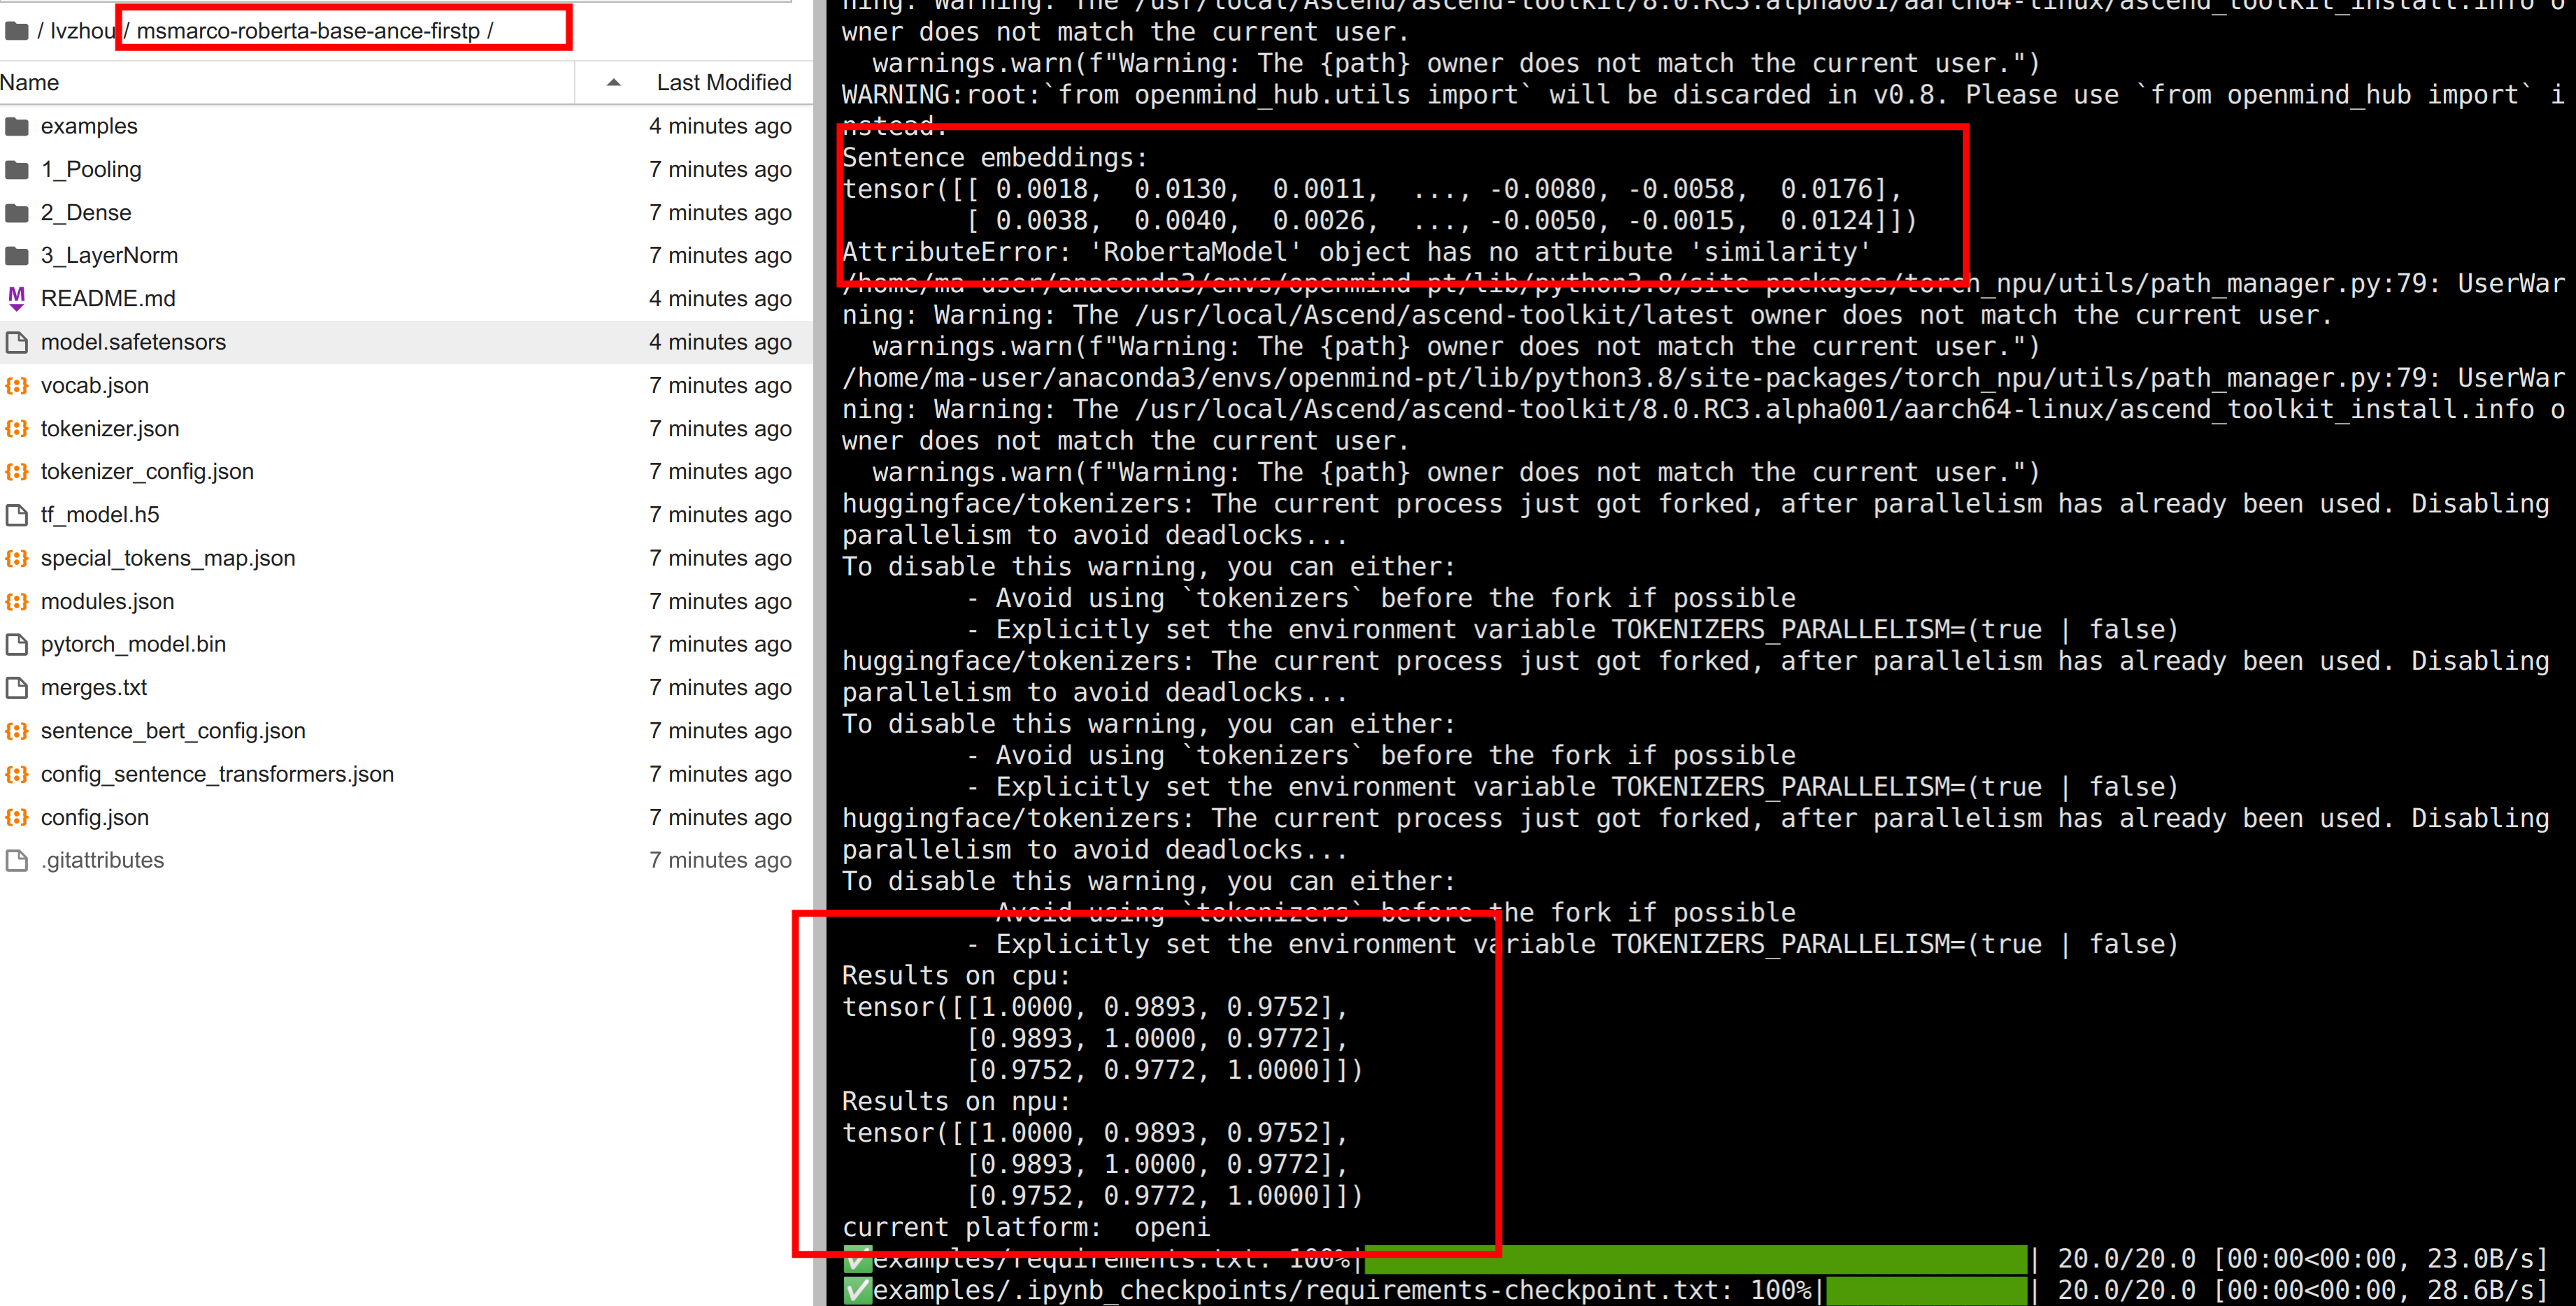 / lvzhou / msmarco-roberta-base-ance-firstp /
Name Last Modified
examples 4 minutes ago
1_Pooling 7 minutes ago
2_Dense 7 minutes ago
3_LayerNorm 7 minutes ago
README.md 4 minutes ago
model.safetensors 4 minutes ago
vocab.json 7 minutes ago
tokenizer.json 7 minutes ago
tokenizer_config.json 7 minutes ago
tf_model.h5 7 minutes ago
special_tokens_map.json 7 minutes ago
modules.json 7 minutes ago
pytorch_model.bin 7 minutes ago
merges.txt 7 minutes ago
sentence_bert_config.json 7 minutes ago
config_sentence_transformers.json 7 minutes ago
config.json 7 minutes ago
.gitattributes 7 minutes ago
ning: Warning: The /usr/local/Ascend/ascend-toolkit/8.0.RC3.alpha001/aarch64-linux/ascend_toolkit_install.info o
wner does not match the current user.
  warnings.warn(f"Warning: The {path} owner does not match the current user.")
WARNING:root:`from openmind_hub.utils import` will be discarded in v0.8. Please use `from openmind_hub import` i
nstead.
Sentence embeddings:
tensor([[ 0.0018,  0.0130,  0.0011,  ..., -0.0080, -0.0058,  0.0176],
        [ 0.0038,  0.0040,  0.0026,  ..., -0.0050, -0.0015,  0.0124]])
AttributeError: 'RobertaModel' object has no attribute 'similarity'
/home/ma-user/anaconda3/envs/openmind-pt/lib/python3.8/site-packages/torch_npu/utils/path_manager.py:79: UserWar
ning: Warning: The /usr/local/Ascend/ascend-toolkit/latest owner does not match the current user.
  warnings.warn(f"Warning: The {path} owner does not match the current user.")
/home/ma-user/anaconda3/envs/openmind-pt/lib/python3.8/site-packages/torch_npu/utils/path_manager.py:79: UserWar
ning: Warning: The /usr/local/Ascend/ascend-toolkit/8.0.RC3.alpha001/aarch64-linux/ascend_toolkit_install.info o
wner does not match the current user.
  warnings.warn(f"Warning: The {path} owner does not match the current user.")
huggingface/tokenizers: The current process just got forked, after parallelism has already been used. Disabling
parallelism to avoid deadlocks...
To disable this warning, you can either:
        - Avoid using `tokenizers` before the fork if possible
        - Explicitly set the environment variable TOKENIZERS_PARALLELISM=(true | false)
huggingface/tokenizers: The current process just got forked, after parallelism has already been used. Disabling
parallelism to avoid deadlocks...
To disable this warning, you can either:
        - Avoid using `tokenizers` before the fork if possible
        - Explicitly set the environment variable TOKENIZERS_PARALLELISM=(true | false)
huggingface/tokenizers: The current process just got forked, after parallelism has already been used. Disabling
parallelism to avoid deadlocks...
To disable this warning, you can either:
        - Avoid using `tokenizers` before the fork if possible
        - Explicitly set the environment variable TOKENIZERS_PARALLELISM=(true | false)
Results on cpu:
tensor([[1.0000, 0.9893, 0.9752],
        [0.9893, 1.0000, 0.9772],
        [0.9752, 0.9772, 1.0000]])
Results on npu:
tensor([[1.0000, 0.9893, 0.9752],
        [0.9893, 1.0000, 0.9772],
        [0.9752, 0.9772, 1.0000]])
current platform:  openi
✅examples/requirements.txt: 100%| | 20.0/20.0 [00:00<00:00, 23.0B/s]
✅examples/.ipynb_checkpoints/requirements-checkpoint.txt: 100%| | 20.0/20.0 [00:00<00:00, 28.6B/s]